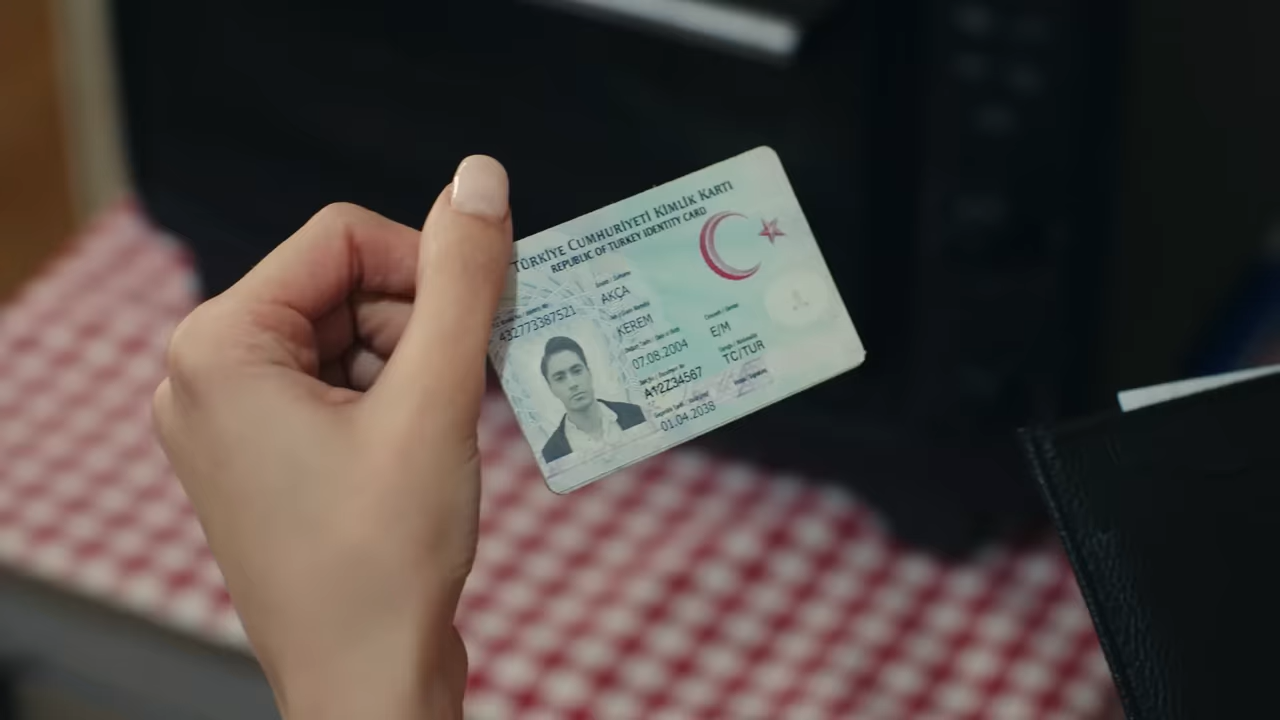 TÜRKİYE CUMHURİYETİ KİMLİK KARTI
REPUBLIC OF TURKEY IDENTITY CARD
432773387521
AKÇA
KEREM
07.08.2004
E/M
A12Z34567
TC/TUR
01.04.2038